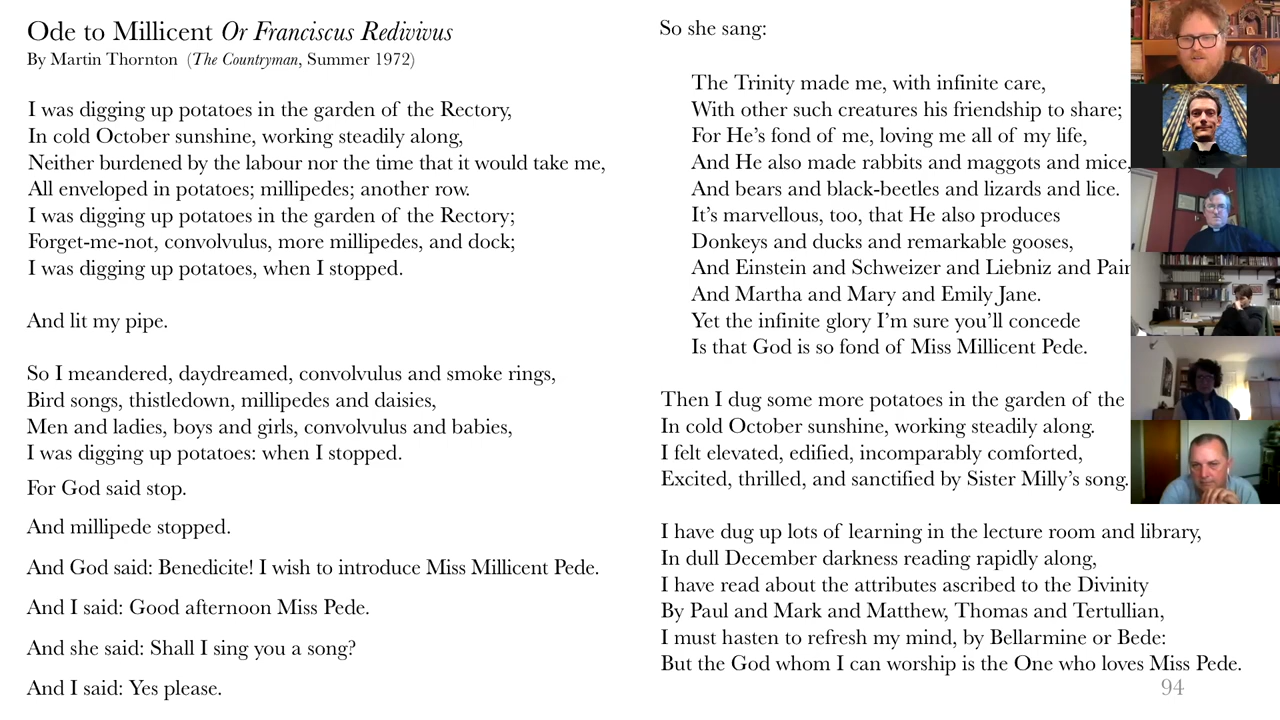 Ode to Millicent Or Franciscus Redivivus
By Martin Thornton (The Countryman, Summer 1972)
I was digging up potatoes in the garden of the Rectory,
In cold October sunshine, working steadily along,
Neither burdened by the labour nor the time that it would take me,
All enveloped in potatoes; millipedes; another row.
I was digging up potatoes in the garden of the Rectory;
Forget-me-not, convolvulus, more millipedes, and dock;
I was digging up potatoes, when I stopped.
And lit my pipe.
So I meandered, daydreamed, convolvulus and smoke rings,
Bird songs, thistledown, millipedes and daisies,
Men and ladies, boys and girls, convolvulus and babies,
I was digging up potatoes: when I stopped.
For God said stop.
And millipede stopped.
And God said: Benedicite! I wish to introduce Miss Millicent Pede.
And I said: Good afternoon Miss Pede.
And she said: Shall I sing you a song?
And I said: Yes please.
So she sang:
The Trinity made me, with infinite care,
With other such creatures his friendship to share;
For He's fond of me, loving me all of my life,
And He also made rabbits and maggots and mice,
And bears and black-beetles and lizards and lice.
It's marvellous, too, that He also produces
Donkeys and ducks and remarkable gooses,
And Einstein and Schweizer and Liebniz and
And Martha and Mary and Emily Jane.
Yet the infinite glory I'm sure you'll concede
Is that God is so fond of Miss Millicent Pede.
Then I dug some more potatoes in the garden of the
In cold October sunshine, working steadily along.
I felt elevated, edified, incomparably comforted,
Excited, thrilled, and sanctified by Sister Milly's song.
I have dug up lots of learning in the lecture room and library,
In dull December darkness reading rapidly along,
I have read about the attributes ascribed to the Divinity
By Paul and Mark and Matthew, Thomas and Tertullian,
I must hasten to refresh my mind, by Bellarmine or Bede:
But the God whom I can worship is the One who loves Miss Pede.
94